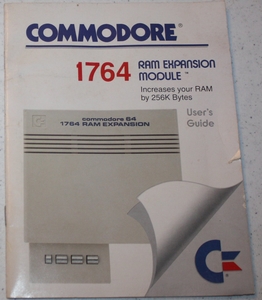 COMMODORE®
1764
RAM EXPANSION
MODULE™
Increases your RAM
by 256K Bytes
User's
Guide
commodore 64
1764 RAM EXPANSION